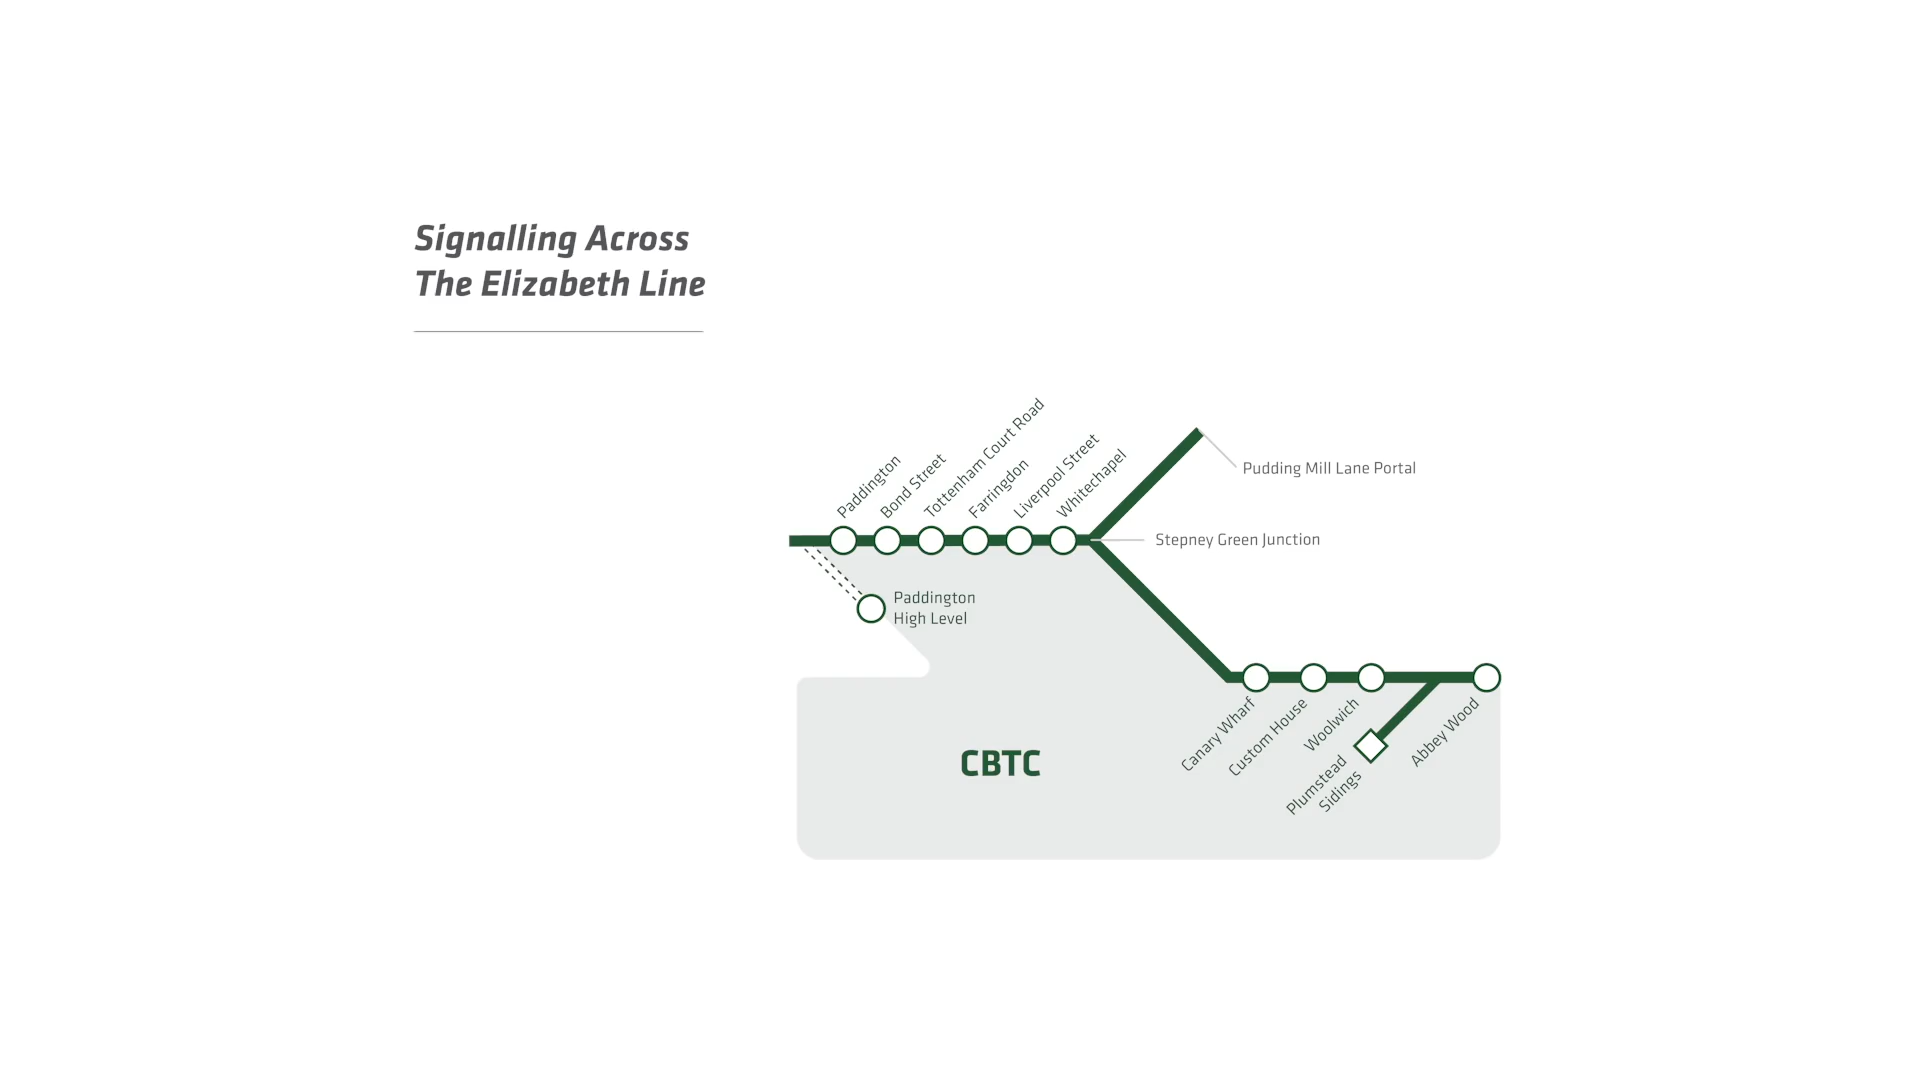 Signalling Across
The Elizabeth Line
Paddington
Bond Street
Tottenham Court Road
Farringdon
Liverpool Street
Whitechapel
Pudding Mill Lane Portal
Stepney Green Junction
Paddington
High Level
Canary Wharf
Custom House
Woolwich
Plumstead
Sidings
Abbey Wood
CBTC